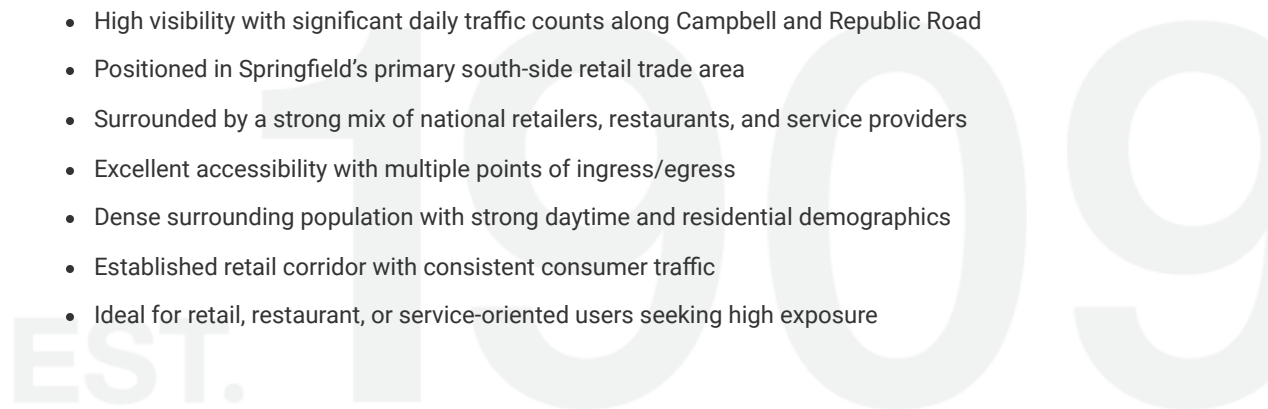 • High visibility with significant daily traffic counts along Campbell and Republic Road
• Positioned in Springfield’s primary south-side retail trade area
• Surrounded by a strong mix of national retailers, restaurants, and service providers
• Excellent accessibility with multiple points of ingress/egress
• Dense surrounding population with strong daytime and residential demographics
• Established retail corridor with consistent consumer traffic
• Ideal for retail, restaurant, or service-oriented users seeking high exposure
EST. 1909